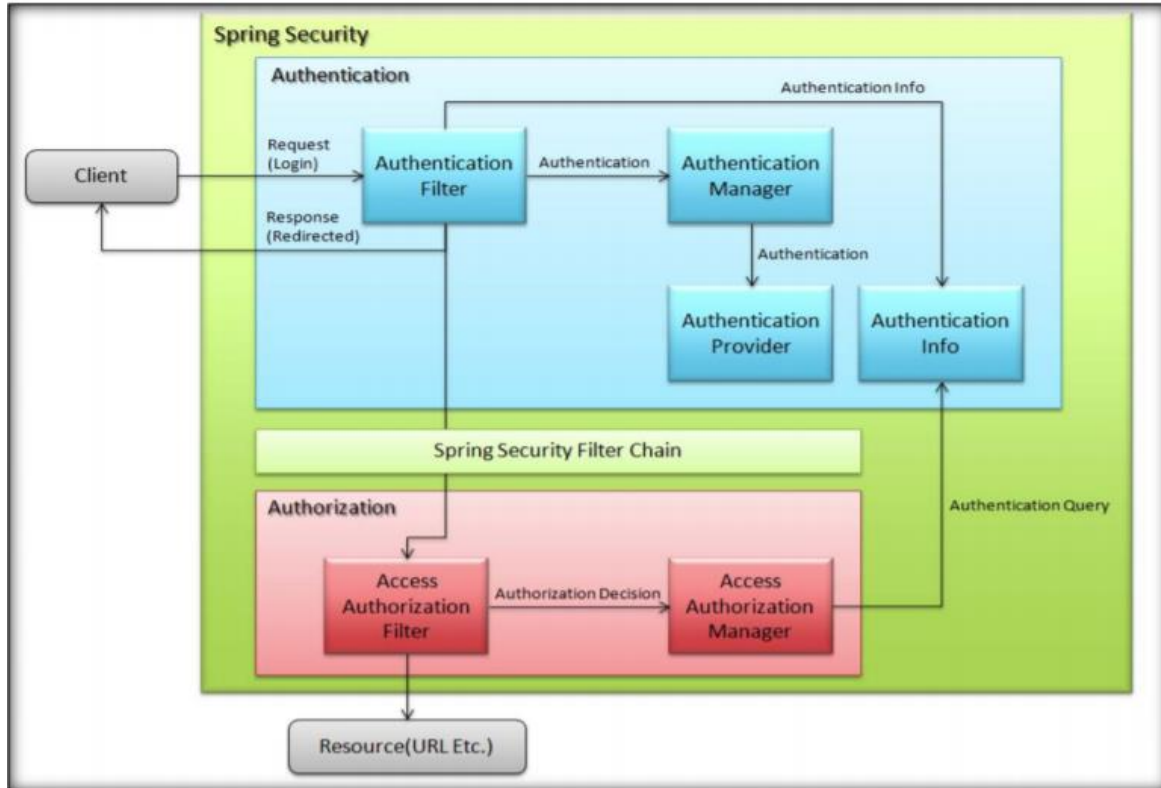 Spring Security
Authentication
Authentication Info
Request
(Login)
Client
Authentication
Filter
Authentication
Authentication
Manager
Response
(Redirected)
Authentication
Authentication
Provider
Authentication
Info
Spring Security Filter Chain
Authorization
Authentication Query
Access
Authorization
Filter
Authorization Decision
Access
Authorization
Manager
Resource(URL Etc.)